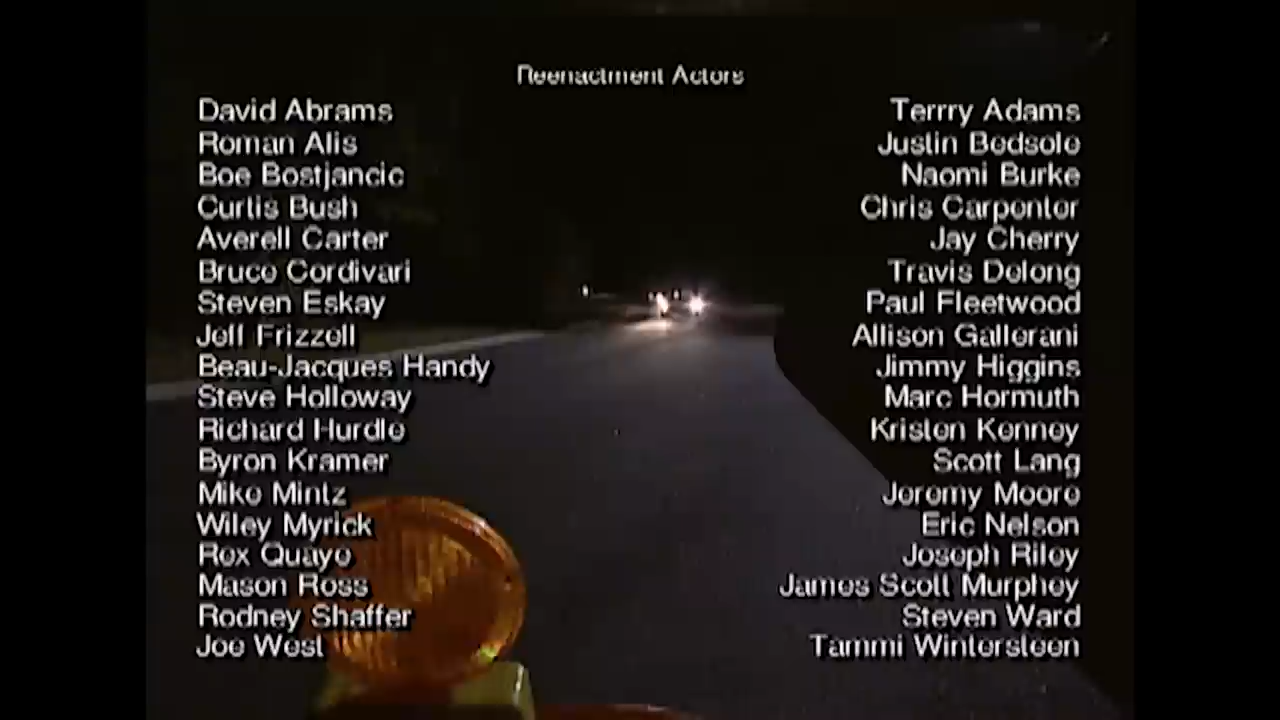 Reenactment Actors
David Abrams Terrry Adams
Roman Alis Justin Bedsole
Boe Bostjancic Naomi Burke
Curtis Bush Chris Carpenter
Averell Carter Jay Cherry
Bruce Cordivari Travis Delong
Steven Eskay Paul Fleetwood
Jeff Frizzell Allison Gallerani
Beau-Jacques Handy Jimmy Higgins
Steve Holloway Marc Hormuth
Richard Hurdle Kristen Kenney
Byron Kramer Scott Lang
Mike Mintz Jeremy Moore
Wiley Myrick Eric Nelson
Rex Quaye Joseph Riley
Mason Ross James Scott Murphey
Rodney Shaffer Steven Ward
Joe West Tammi Wintersteen